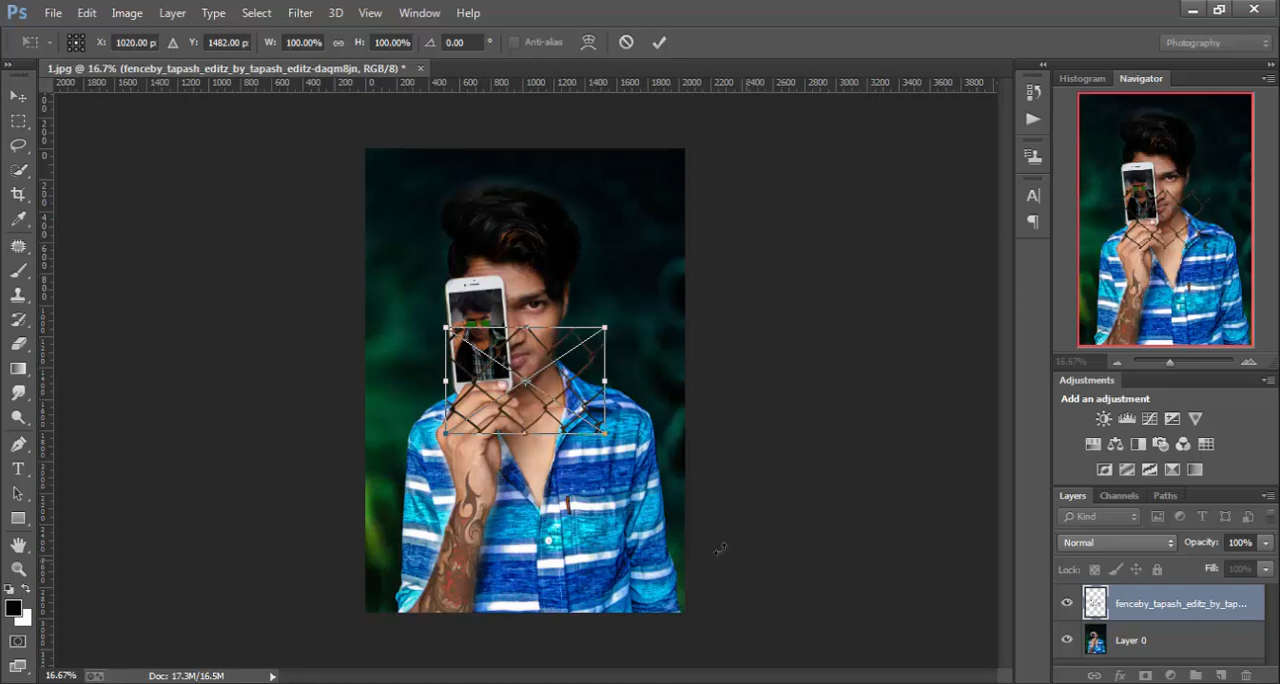 Ps File Edit Image Layer Type Select Filter 3D View Window Help
X: 1020.00 p Y: 1482.00 p W: 100.00% H: 100.00% 0.00 ° Anti-alias Photography
1.jpg @ 16.7% (fenceby_tapash_editz_by_tapash_editz-daqm8jn, RGB/8) * ×
2000 1800 1600 1400 1200 1000 800 600 400 200 0 200 400 600 800 1000 1200 1400 1600 1800 2000 2200 2400 2600 2800 3000 3200 3400 3600 3800
Histogram Navigator
16.67%
Adjustments
Add an adjustment
Layers Channels Paths
Kind
Normal Opacity: 100%
Lock: Fill: 100%
fenceby_tapash_editz_by_tap...
Layer 0
16.67% Doc: 17.3M/16.5M